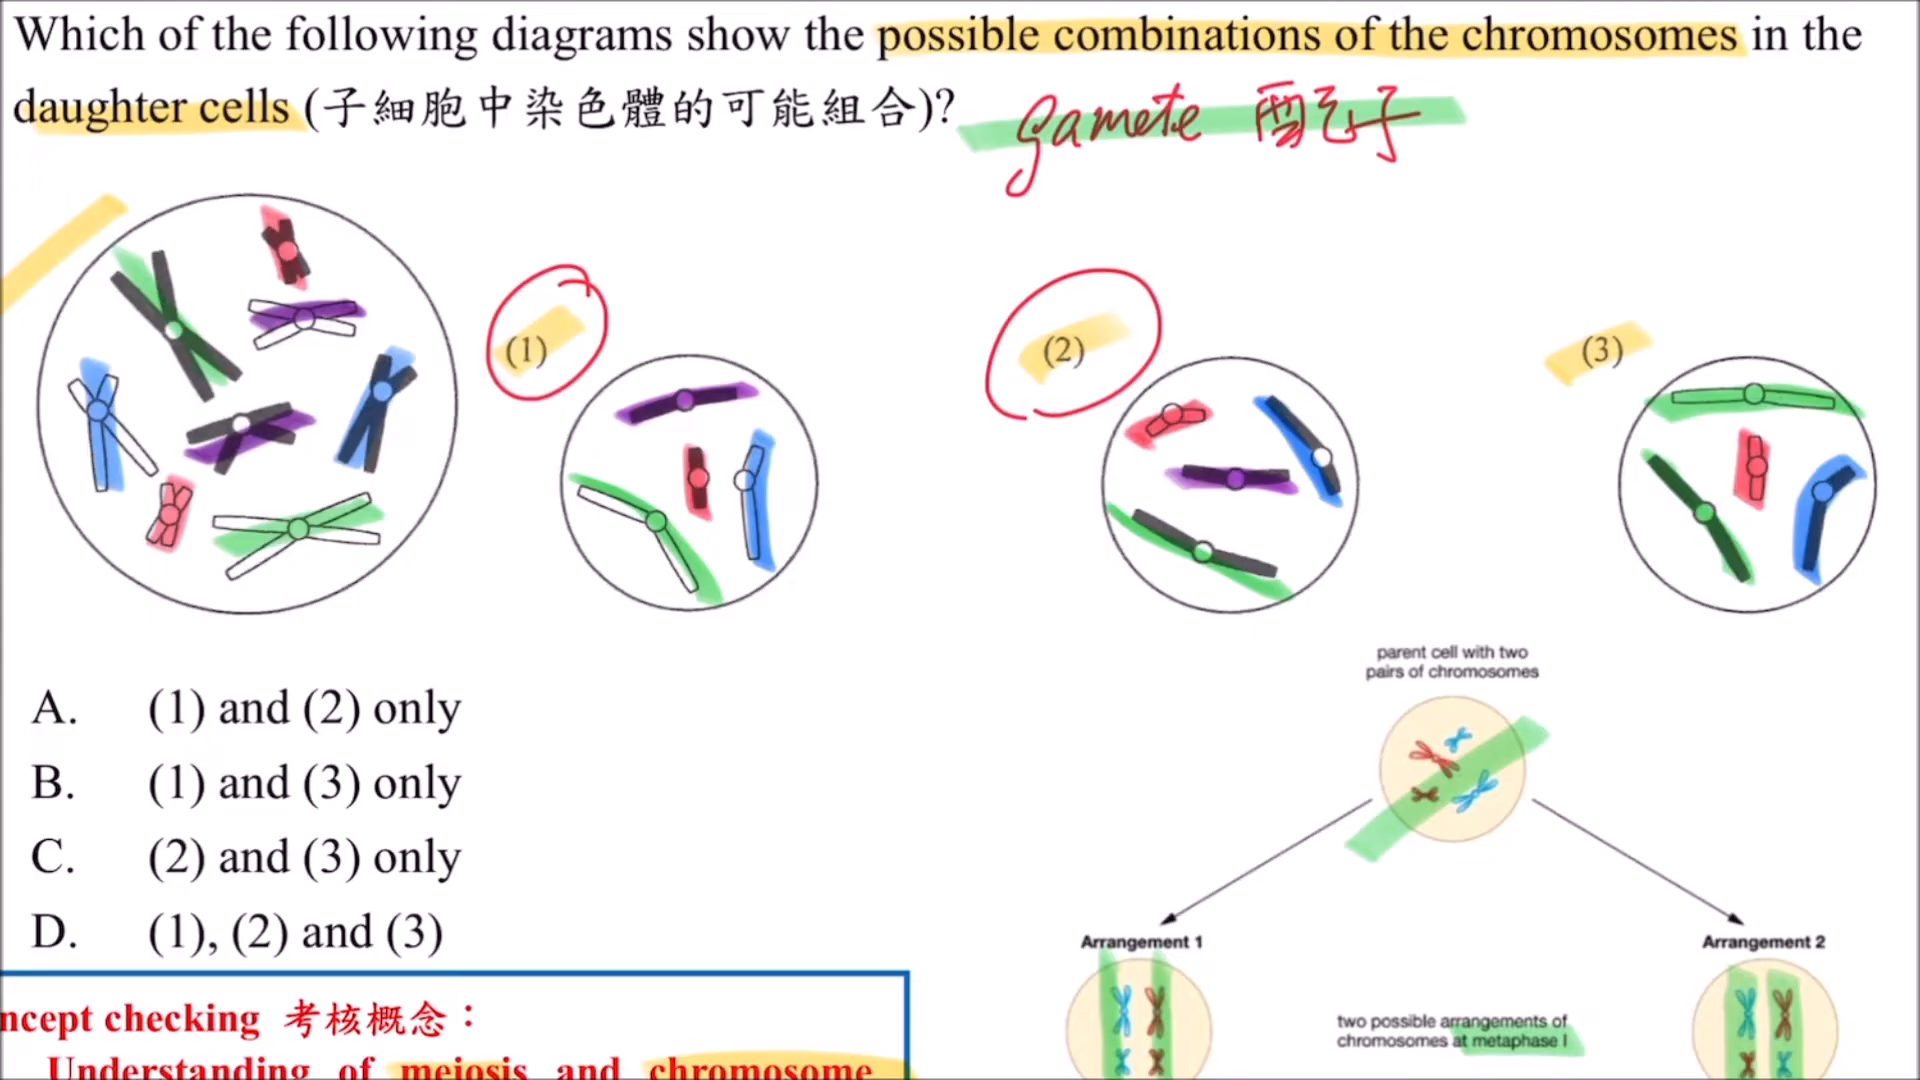 Which of the following diagrams show the possible combinations of the chromosomes in the
daughter cells (子細胞中染色體的可能組合)?
gamete 配子
(1)
(2)
(3)
parent cell with two
pairs of chromosomes
A. (1) and (2) only
B. (1) and (3) only
C. (2) and (3) only
D. (1), (2) and (3)
Arrangement 1
Arrangement 2
two possible arrangements of
chromosomes at metaphase I
ncept checking 考核概念：
Understanding of meiosis and chromosome